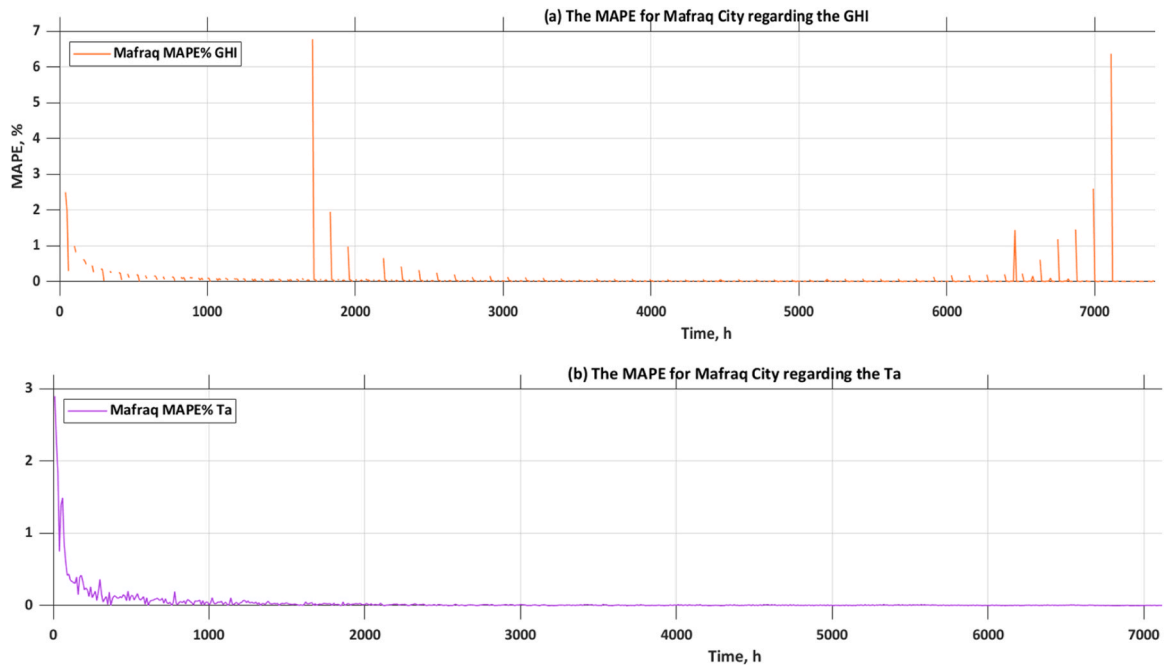 (a) The MAPE for Mafraq City regarding the GHI
7
6
5
4
3
2
1
0
MAPE, %
Mafraq MAPE% GHI
0 1000 2000 3000 4000 5000 6000 7000
Time, h
(b) The MAPE for Mafraq City regarding the Ta
3
2
1
0
Mafraq MAPE% Ta
0 1000 2000 3000 4000 5000 6000 7000
Time, h